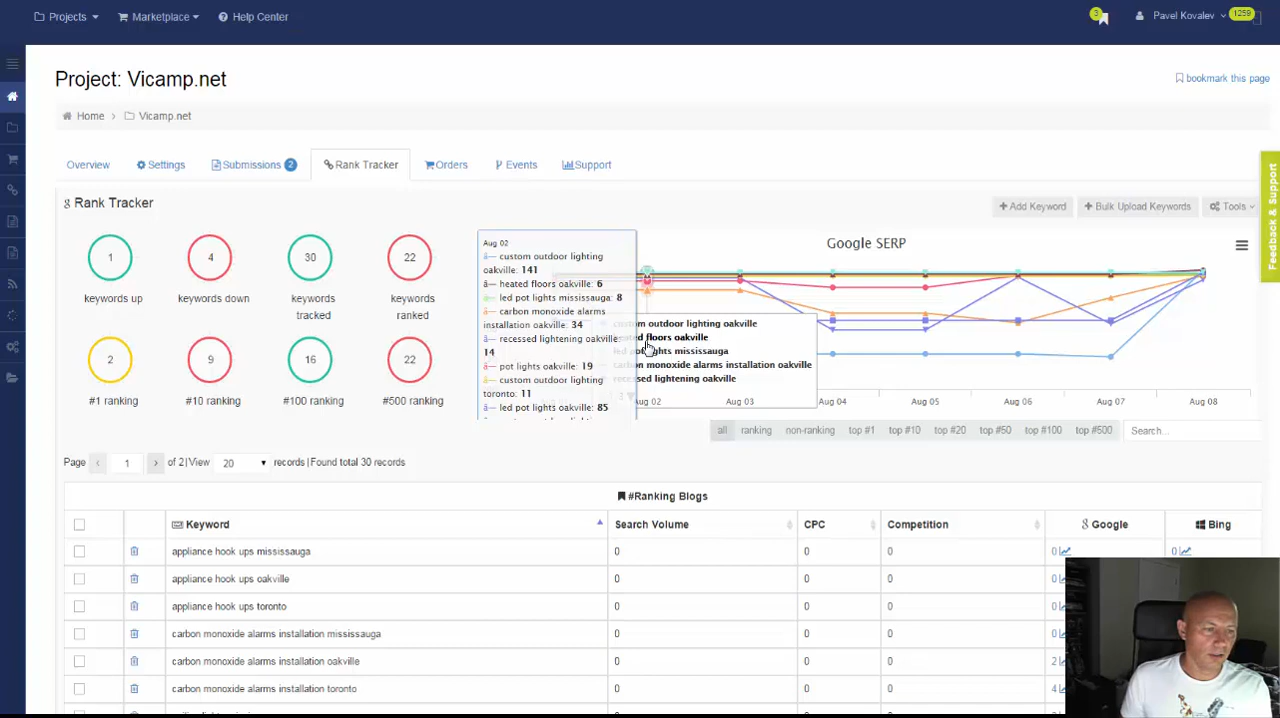 Projects Marketplace Help Center 3 Pavel Kovalev 1259
Project: Vicamp.net
bookmark this page
Home > Vicamp.net
Overview Settings Submissions 2 Rank Tracker Orders Events Support
Feedback & Support
Rank Tracker
Add Keyword Bulk Upload Keywords Tools
1 4 30 22
keywords up keywords down keywords keywords
tracked ranked
2 9 16 22
#1 ranking #10 ranking #100 ranking #500 ranking
Google SERP
Aug 02
â— custom outdoor lighting
oakville: 141
â— heated floors oakville: 6
â— led pot lights mississauga: 8
â— carbon monoxide alarms
installation oakville: 34
â— recessed lightening oakville:
14
â— pot lights oakville: 19
â— custom outdoor lighting
toronto: 11
â— led pot lights oakville: 85
custom outdoor lighting oakville
floors oakville
lights mississauga
carbon monoxide alarms installation oakville
recessed lightening oakville
Aug 02 Aug 03 Aug 04 Aug 05 Aug 06 Aug 07 Aug 08
all ranking non-ranking top #1 top #10 top #20 top #50 top #100 top #500 Search...
Page ‹ 1 › of 2 | View 20 records | Found total 30 records
#Ranking Blogs
Keyword Search Volume CPC Competition Google Bing
appliance hook ups mississauga 0 0 0 0 0
appliance hook ups oakville 0 0 0 0
appliance hook ups toronto 0 0 0 0
carbon monoxide alarms installation mississauga 0 0 0 0
carbon monoxide alarms installation oakville 0 0 0 2
carbon monoxide alarms installation toronto 0 0 0 4